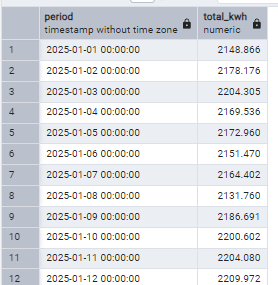 period
timestamp without time zone
total_kwh
numeric
1 2025-01-01 00:00:00 2148.866
2 2025-01-02 00:00:00 2178.176
3 2025-01-03 00:00:00 2204.305
4 2025-01-04 00:00:00 2169.536
5 2025-01-05 00:00:00 2172.960
6 2025-01-06 00:00:00 2151.470
7 2025-01-07 00:00:00 2164.402
8 2025-01-08 00:00:00 2131.760
9 2025-01-09 00:00:00 2186.691
10 2025-01-10 00:00:00 2200.602
11 2025-01-11 00:00:00 2204.080
12 2025-01-12 00:00:00 2209.972